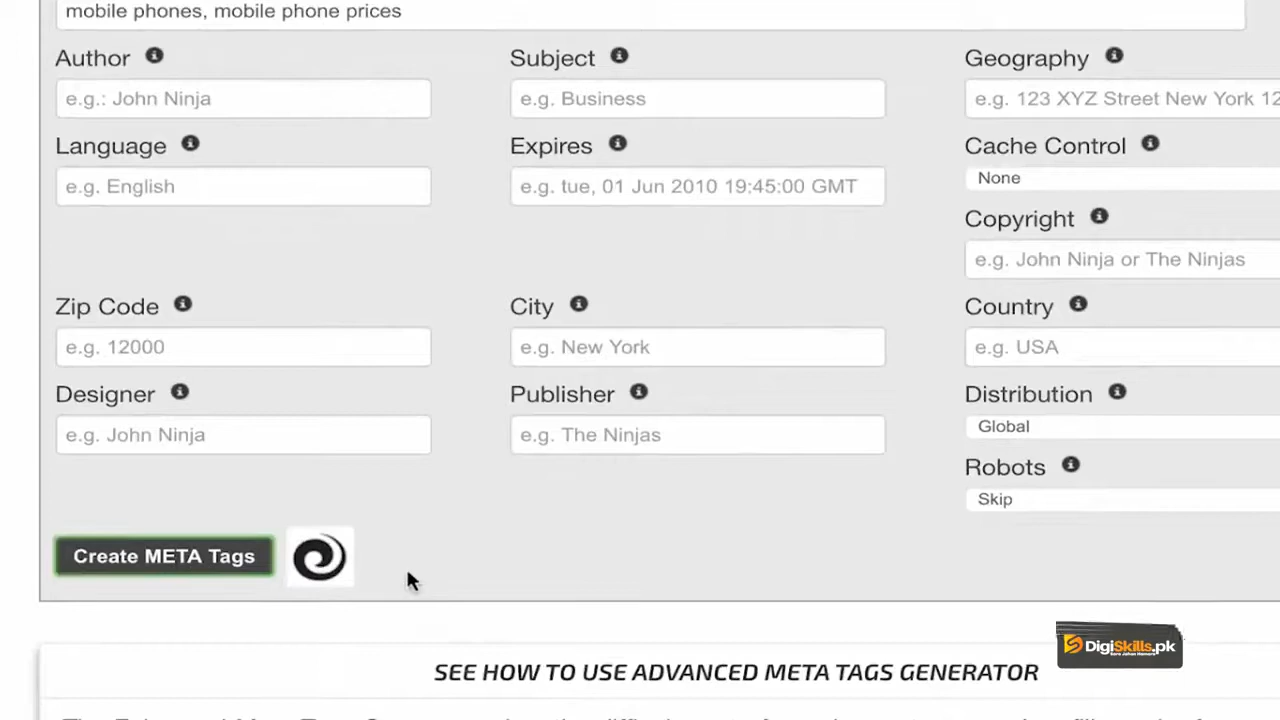 mobile phones, mobile phone prices
Author
Subject
Geography
e.g.: John Ninja
e.g. Business
e.g. 123 XYZ Street New York 12
Language
Expires
Cache Control
e.g. English
e.g. tue, 01 Jun 2010 19:45:00 GMT
None
Copyright
e.g. John Ninja or The Ninjas
Zip Code
City
Country
e.g. 12000
e.g. New York
e.g. USA
Designer
Publisher
Distribution
e.g. John Ninja
e.g. The Ninjas
Global
Robots
Skip
Create META Tags
DigiSkills.pk
SEE HOW TO USE ADVANCED META TAGS GENERATOR